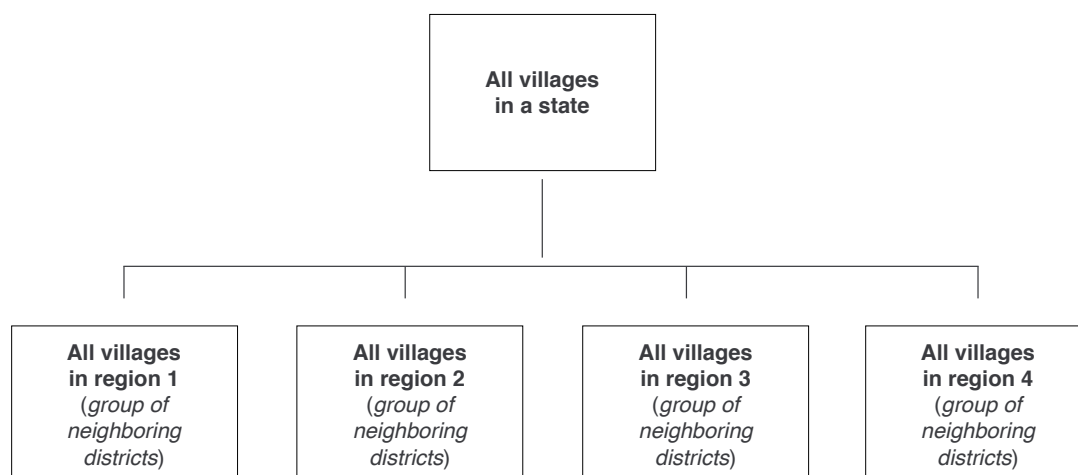 All villages
in a state
All villages
in region 1
(group of
neighboring
districts)
All villages
in region 2
(group of
neighboring
districts)
All villages
in region 3
(group of
neighboring
districts)
All villages
in region 4
(group of
neighboring
districts)